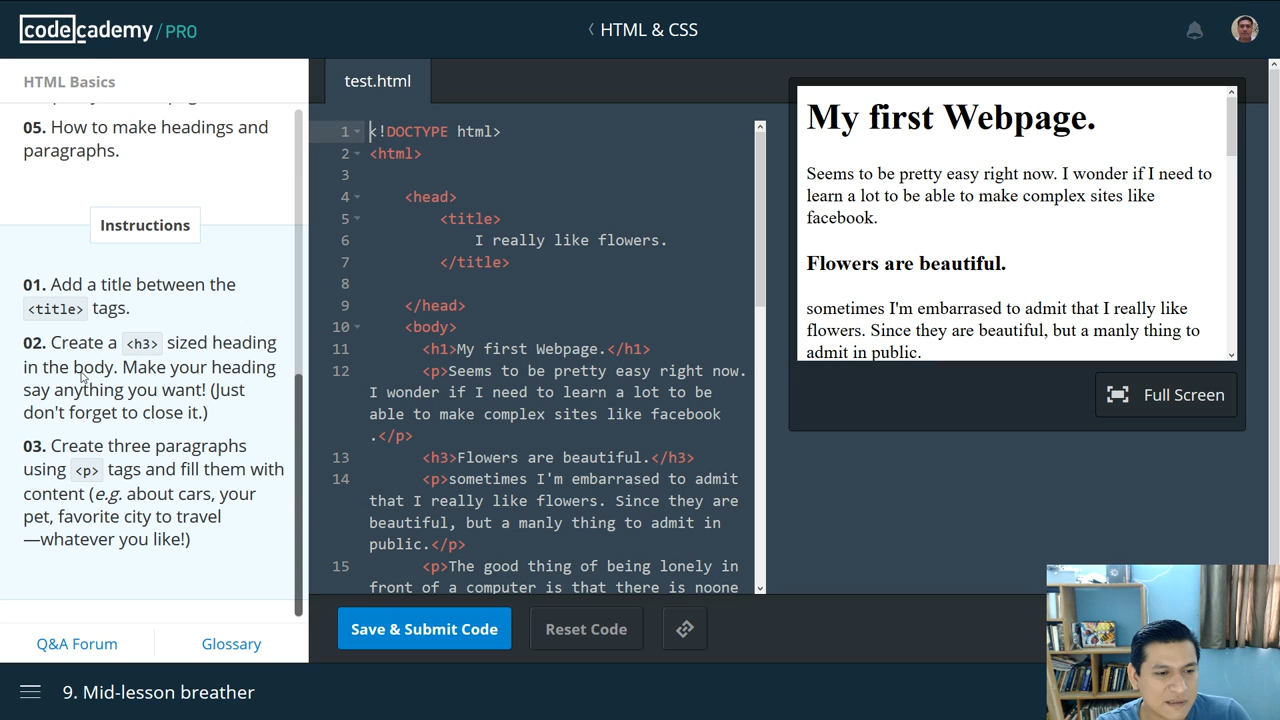 codecademy /PRO
HTML & CSS
HTML Basics
05. How to make headings and
paragraphs.
Instructions
01. Add a title between the
<title> tags.
02. Create a <h3> sized heading
in the body. Make your heading
say anything you want! (Just
don't forget to close it.)
03. Create three paragraphs
using <p> tags and fill them with
content (e.g. about cars, your
pet, favorite city to travel
—whatever you like!)
Q&A Forum
Glossary
test.html
1 <!DOCTYPE html>
2 <html>
3
4 <head>
5 <title>
6 I really like flowers.
7 </title>
8
9 </head>
10 <body>
11 <h1>My first Webpage.</h1>
12 <p>Seems to be pretty easy right now.
I wonder if I need to learn a lot to be
able to make complex sites like facebook
.</p>
13 <h3>Flowers are beautiful.</h3>
14 <p>sometimes I'm embarrased to admit
that I really like flowers. Since they are
beautiful, but a manly thing to admit in
public.</p>
15 <p>The good thing of being lonely in
front of a computer is that there is noone
Save & Submit Code
Reset Code
My first Webpage.
Seems to be pretty easy right now. I wonder if I need to
learn a lot to be able to make complex sites like
facebook.
Flowers are beautiful.
sometimes I'm embarrased to admit that I really like
flowers. Since they are beautiful, but a manly thing to
admit in public.
Full Screen
9. Mid-lesson breather